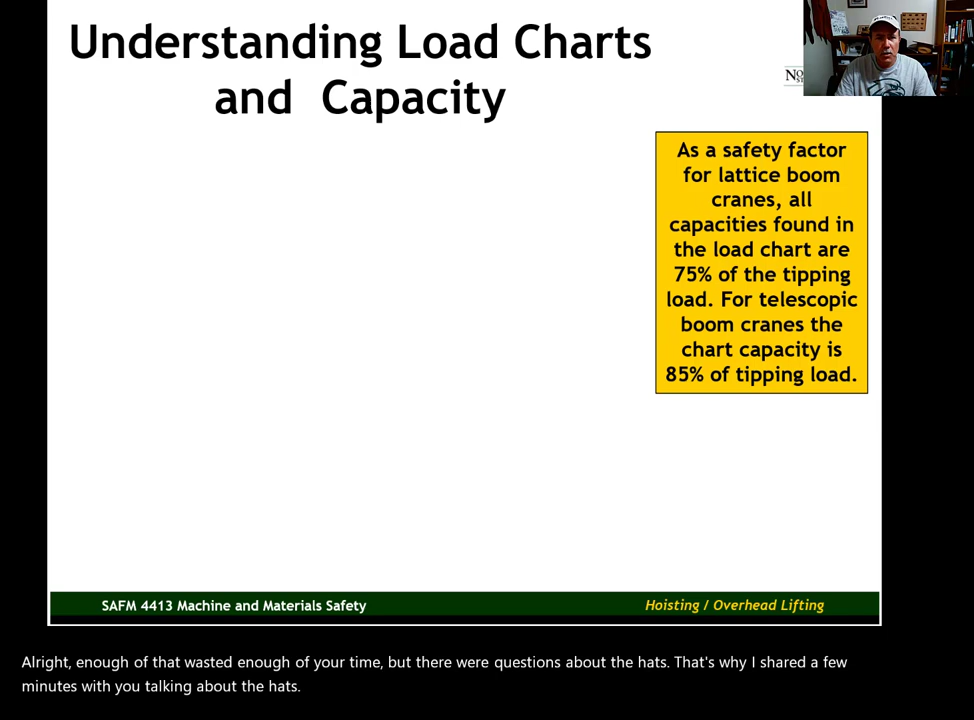 Understanding Load Charts
and Capacity
No
As a safety factor
for lattice boom
cranes, all
capacities found in
the load chart are
75% of the tipping
load. For telescopic
boom cranes the
chart capacity is
85% of tipping load.
SAFM 4413 Machine and Materials Safety
Hoisting / Overhead Lifting
Alright, enough of that wasted enough of your time, but there were questions about the hats. That's why I shared a few
minutes with you talking about the hats.